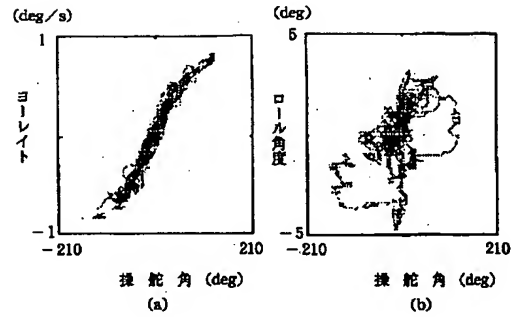 (deg/s)
1
ヨーレイト
-1
-210
210
操舵角 (deg)
(a)
(deg)
5
ロール角度
-5
-210
210
操舵角 (deg)
(b)